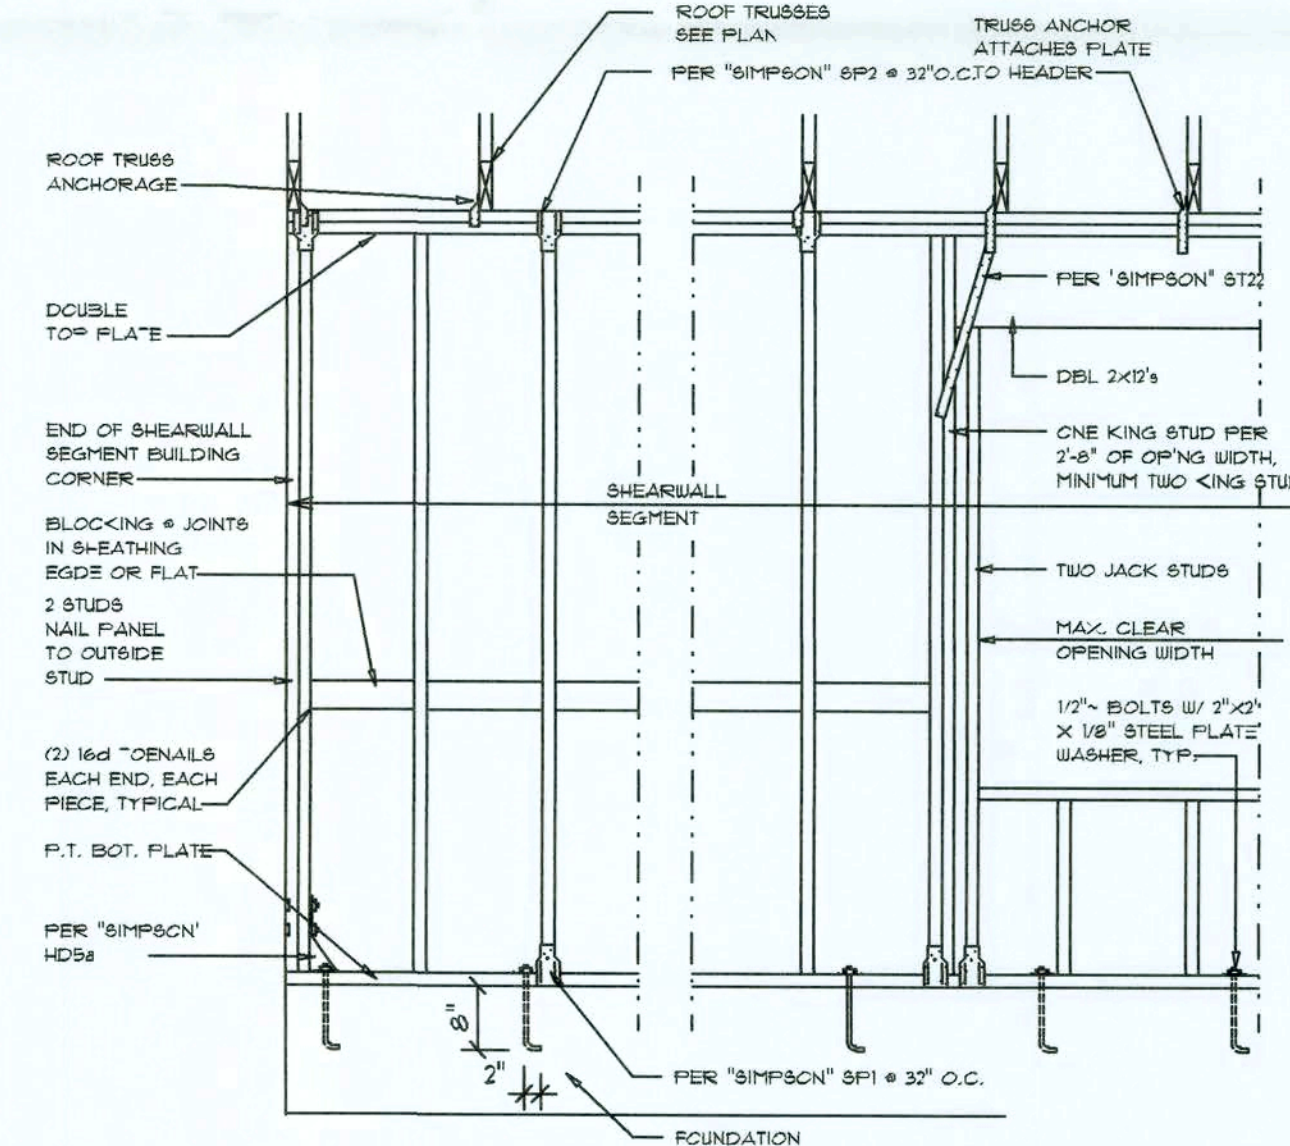 ROOF TRUSSES
SEE PLAN
TRUSS ANCHOR
ATTACHES PLATE
TO HEADER
PER "SIMPSON" SP2 @ 32"O.C.
ROOF TRUSS
ANCHORAGE
DOUBLE
TOP PLATE
END OF SHEARWALL
SEGMENT BUILDING
CORNER
BLOCKING @ JOINTS
IN SHEATHING
EGDE OR FLAT
2 STUDS
NAIL PANEL
TO OUTSIDE
STUD
(2) 16d TOENAILS
EACH END, EACH
PIECE, TYPICAL
P.T. BOT. PLATE
PER "SIMPSON'
HD5a
SHEARWALL
SEGMENT
PER 'SIMPSON" ST22
DBL 2X12's
ONE KING STUD PER
2'-8" OF OP'NG WIDTH,
MINIMUM TWO KING STUD
TWO JACK STUDS
MAX. CLEAR
OPENING WIDTH
1/2"~ BOLTS W/ 2"X2"
X 1/8" STEEL PLATE
WASHER, TYP.
8"
2"
PER "SIMPSON" SP1 @ 32" O.C.
FOUNDATION